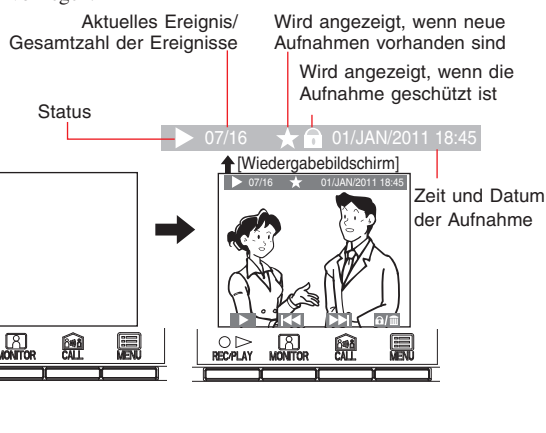 Aktuelles Ereignis/
Gesamtzahl der Ereignisse
Wird angezeigt, wenn neue
Aufnahmen vorhanden sind
Wird angezeigt, wenn die
Aufnahme geschützt ist
Status
07/16 01/JAN/2011 18:45
[Wiedergabebildschirm]
07/16 01/JAN/2011 18:45
Zeit und Datum
der Aufnahme
MONITOR CALL MENU
REC/PLAY MONITOR CALL MENU